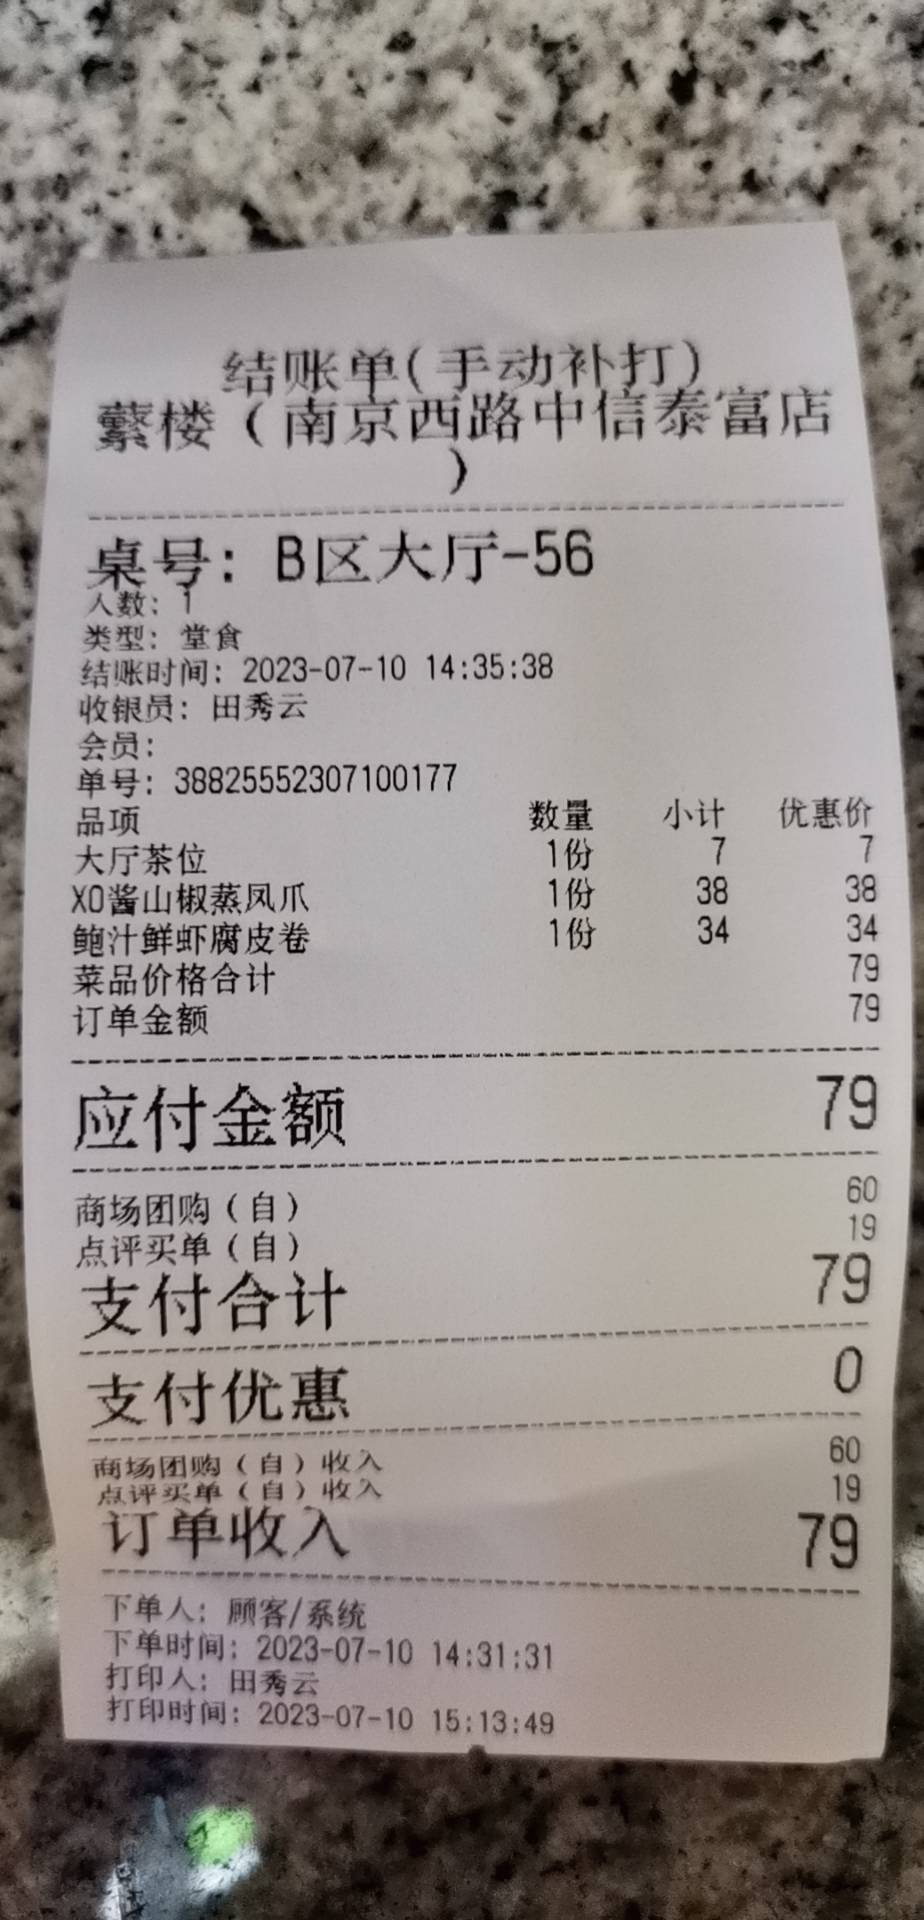 结账单(手动补打)
蘩楼（南京西路中信泰富店
）
桌号: B区大厅-56
人数: 1
类型: 堂食
结账时间: 2023-07-10 14:35:38
收银员: 田秀云
会员:
单号: 38825552307100177
品项 数量 小计 优惠价
大厅茶位 1份 7 7
XO酱山椒蒸凤爪 1份 38 38
鲍汁鲜虾腐皮卷 1份 34 34
菜品价格合计 79
订单金额 79
应付金额 79
商场团购（自） 60
点评买单（自） 19
支付合计 79
支付优惠 0
商场团购（自）收入 60
点评买单（自）收入 19
订单收入 79
下单人: 顾客/系统
下单时间: 2023-07-10 14:31:31
打印人: 田秀云
打印时间: 2023-07-10 15:13:49